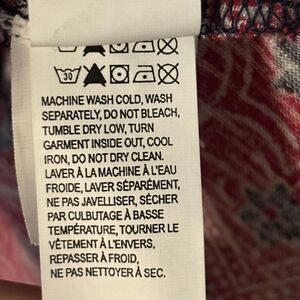 30
MACHINE WASH COLD, WASH
SEPARATELY, DO NOT BLEACH,
TUMBLE DRY LOW, TURN
GARMENT INSIDE OUT, COOL
IRON, DO NOT DRY CLEAN.
LAVER À LA MACHINE À L'EAU
FROIDE, LAVER SÉPARÉMENT,
NE PAS JAVELLISER, SÉCHER
PAR CULBUTAGE À BASSE
TEMPÉRATURE, TOURNER LE
VÊTEMENT À L'ENVERS,
REPASSER À FROID,
NE PAS NETTOYER À SEC.